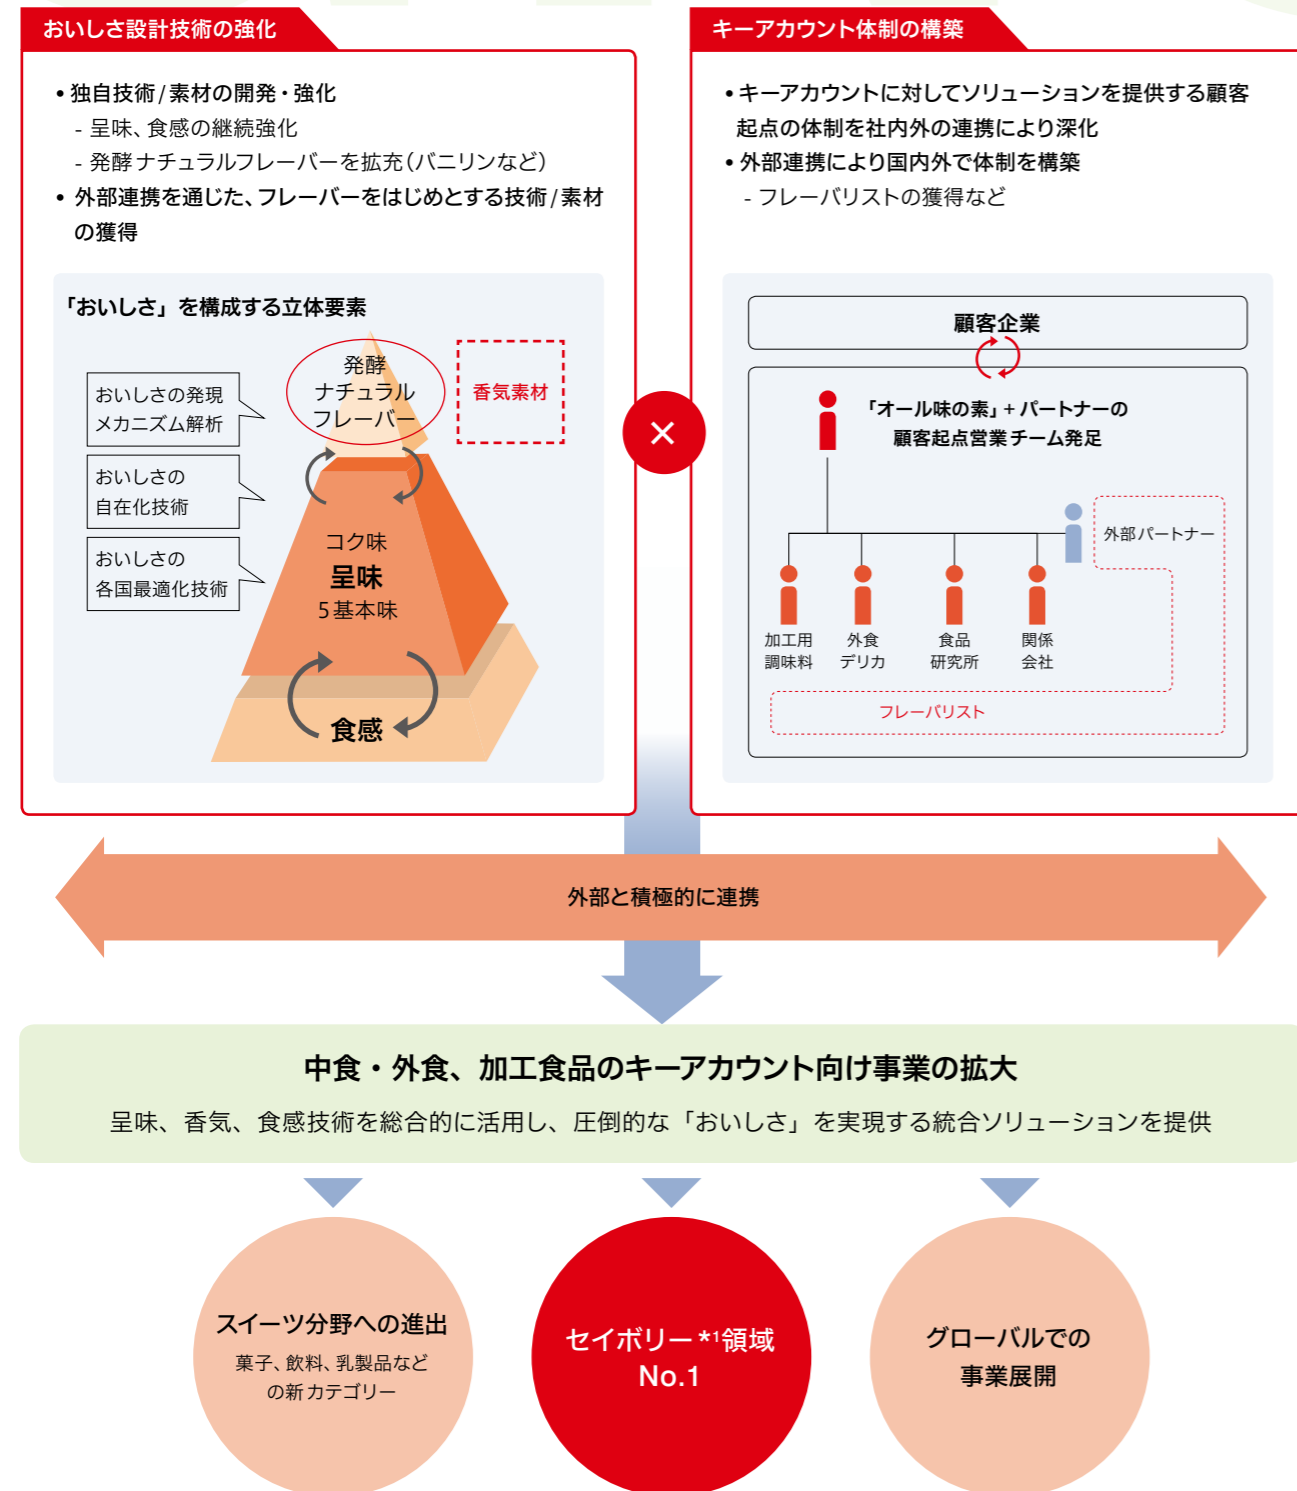 おいしさ設計技術の強化
• 独自技術/素材の開発・強化
- 呈味、食感の継続強化
- 発酵ナチュラルフレーバーを拡充(バニリンなど)
• 外部連携を通じた、フレーバーをはじめとする技術/素材
の獲得
「おいしさ」を構成する立体要素
おいしさの発現
メカニズム解析
おいしさの
自在化技術
おいしさの
各国最適化技術
発酵
ナチュラル
フレーバー
香気素材
コク味
呈味
5基本味
食感
×
キーアカウント体制の構築
• キーアカウントに対してソリューションを提供する顧客
起点の体制を社内外の連携により深化
• 外部連携により国内外で体制を構築
- フレーバリストの獲得など
顧客企業
「オール味の素」+パートナーの
顧客起点営業チーム発足
外部パートナー
加工用
調味料
外食
デリカ
食品
研究所
関係
会社
フレーバリスト
外部と積極的に連携
中食・外食、加工食品のキーアカウント向け事業の拡大
呈味、香気、食感技術を総合的に活用し、圧倒的な「おいしさ」を実現する統合ソリューションを提供
スイーツ分野への進出
菓子、飲料、乳製品など
の新カテゴリー
セイボリー*1領域
No.1
グローバルでの
事業展開